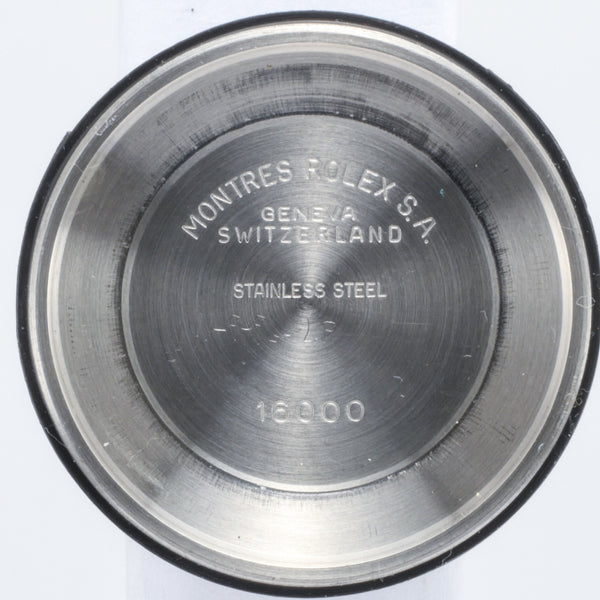 MONTRES ROLEX S.A.
GENEVA
SWITZERLAND
STAINLESS STEEL
16000